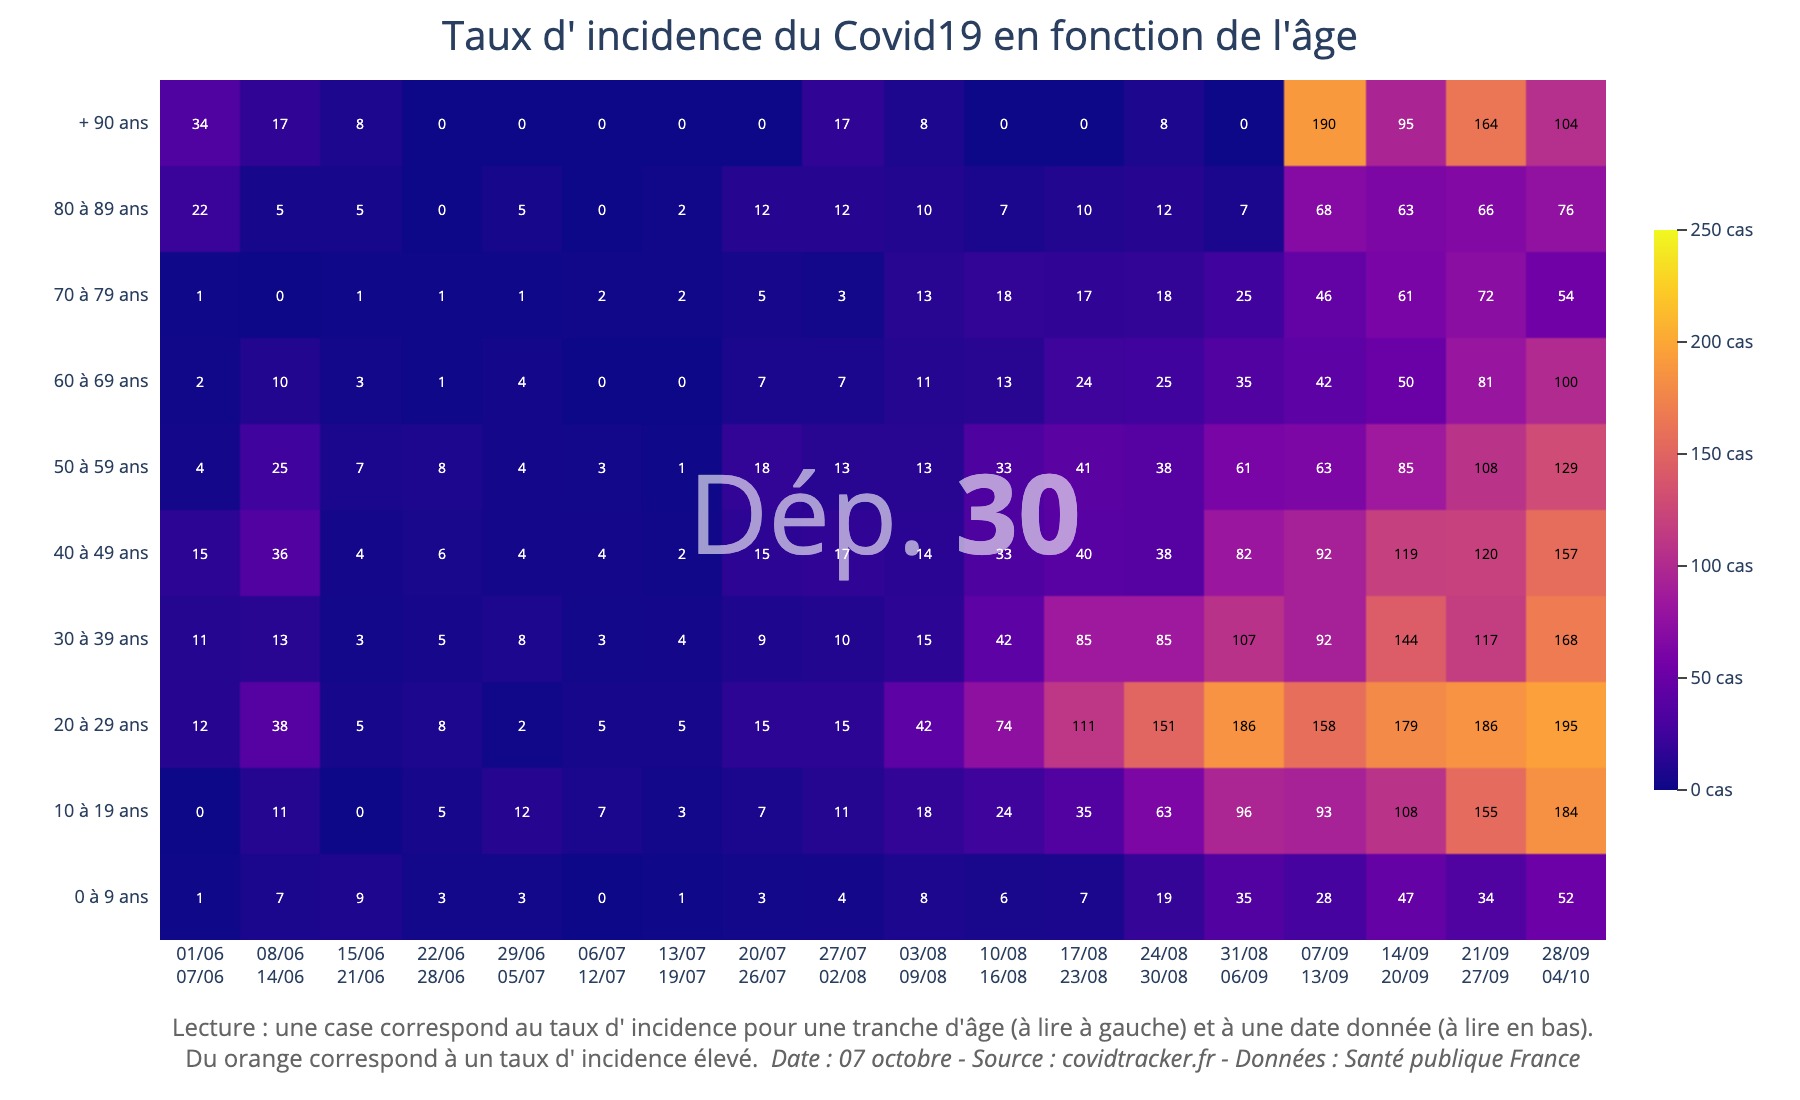 Taux d' incidence du Covid19 en fonction de l'âge
+ 90 ans 34 17 8 0 0 0 0 0 17 8 0 0 8 0 190 95 164 104
80 à 89 ans 22 5 5 0 5 0 2 12 12 10 7 10 12 7 68 63 66 76
70 à 79 ans 1 0 1 1 1 2 2 5 3 13 18 17 18 25 46 61 72 54
60 à 69 ans 2 10 3 1 4 0 0 7 7 11 13 24 25 35 42 50 81 100
50 à 59 ans 4 25 7 8 4 3 1 18 13 13 33 41 38 61 63 85 108 129
Dép. 30
40 à 49 ans 15 36 4 6 4 4 2 15 17 14 33 40 38 82 92 119 120 157
30 à 39 ans 11 13 3 5 8 3 4 9 10 15 42 85 85 107 92 144 117 168
20 à 29 ans 12 38 5 8 2 5 5 15 15 42 74 111 151 186 158 179 186 195
10 à 19 ans 0 11 0 5 12 7 3 7 11 18 24 35 63 96 93 108 155 184
0 à 9 ans 1 7 9 3 3 0 1 3 4 8 6 7 19 35 28 47 34 52
01/06 08/06 15/06 22/06 29/06 06/07 13/07 20/07 27/07 03/08 10/08 17/08 24/08 31/08 07/09 14/09 21/09 28/09
07/06 14/06 21/06 28/06 05/07 12/07 19/07 26/07 02/08 09/08 16/08 23/08 30/08 06/09 13/09 20/09 27/09 04/10
250 cas
200 cas
150 cas
100 cas
50 cas
0 cas
Lecture : une case correspond au taux d' incidence pour une tranche d'âge (à lire à gauche) et à une date donnée (à lire en bas).
Du orange correspond à un taux d' incidence élevé. Date : 07 octobre - Source : covidtracker.fr - Données : Santé publique France